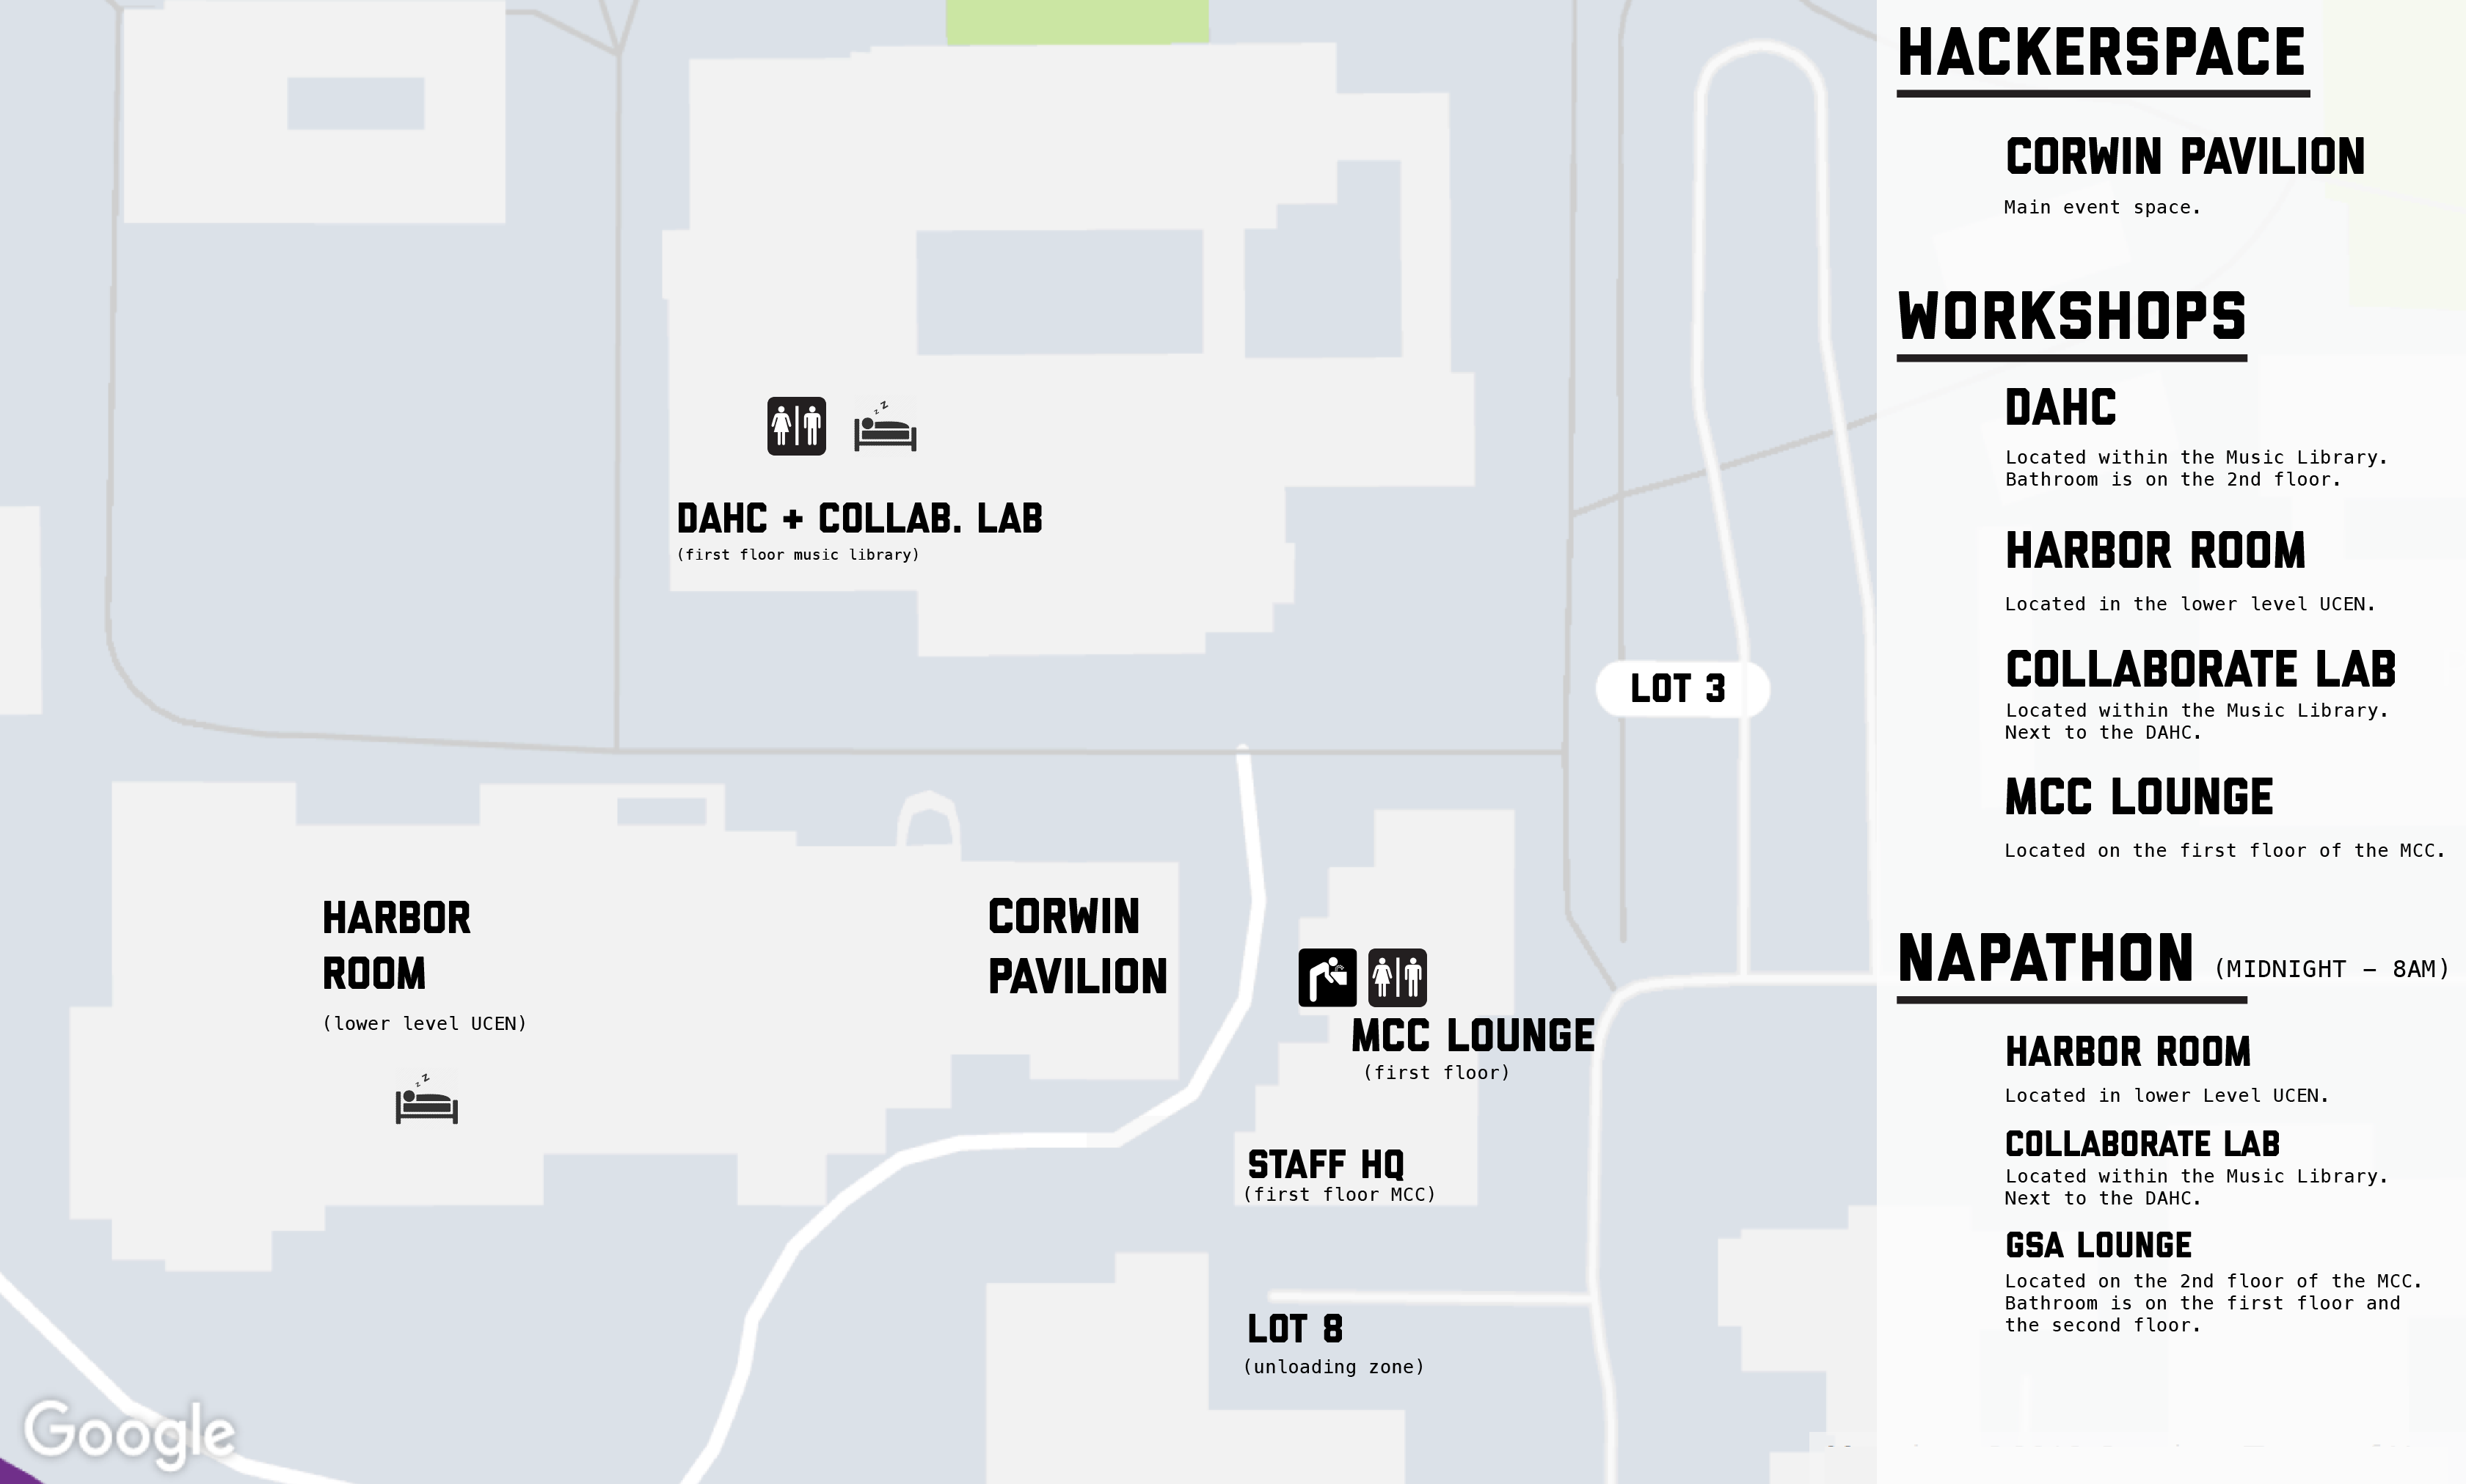 DAHC + COLLAB. LAB
(first floor music library)
LOT 3
HARBOR
ROOM
(lower level UCEN)
CORWIN
PAVILION
MCC LOUNGE
(first floor)
STAFF HQ
(first floor MCC)
LOT 8
(unloading zone)
Google
HACKERSPACE
CORWIN PAVILION
Main event space.
WORKSHOPS
DAHC
Located within the Music Library.
Bathroom is on the 2nd floor.
HARBOR ROOM
Located in the lower level UCEN.
COLLABORATE LAB
Located within the Music Library.
Next to the DAHC.
MCC LOUNGE
Located on the first floor of the MCC.
NAPATHON (MIDNIGHT – 8AM)
HARBOR ROOM
Located in lower Level UCEN.
COLLABORATE LAB
Located within the Music Library.
Next to the DAHC.
GSA LOUNGE
Located on the 2nd floor of the MCC.
Bathroom is on the first floor and
the second floor.